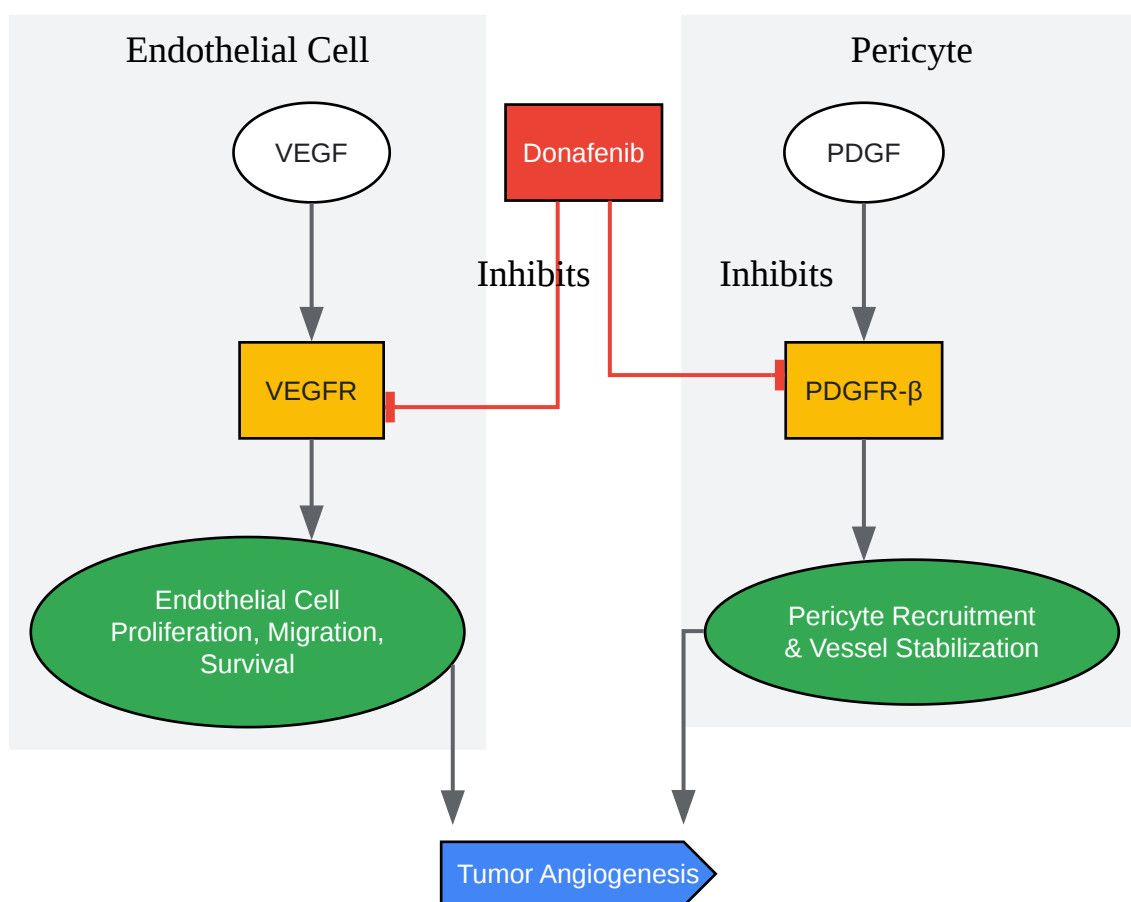 Endothelial Cell
Pericyte
VEGF
Donafenib
PDGF
Inhibits
Inhibits
VEGFR
PDGFR-β
Endothelial Cell
Proliferation, Migration,
Survival
Pericyte Recruitment
& Vessel Stabilization
Tumor Angiogenesis